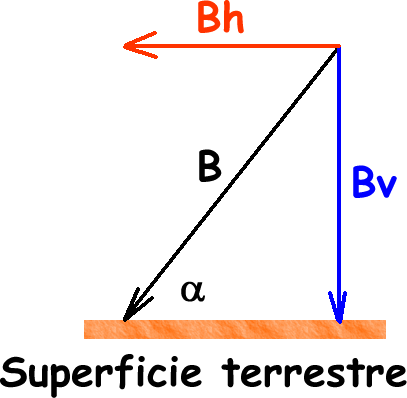 Bh
B
Bv
α
Superficie terrestre